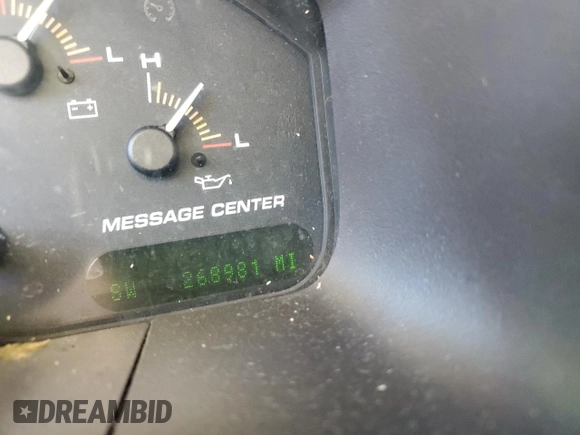 L
H
L
MESSAGE CENTER
SW 268981 MI
DREAMBID